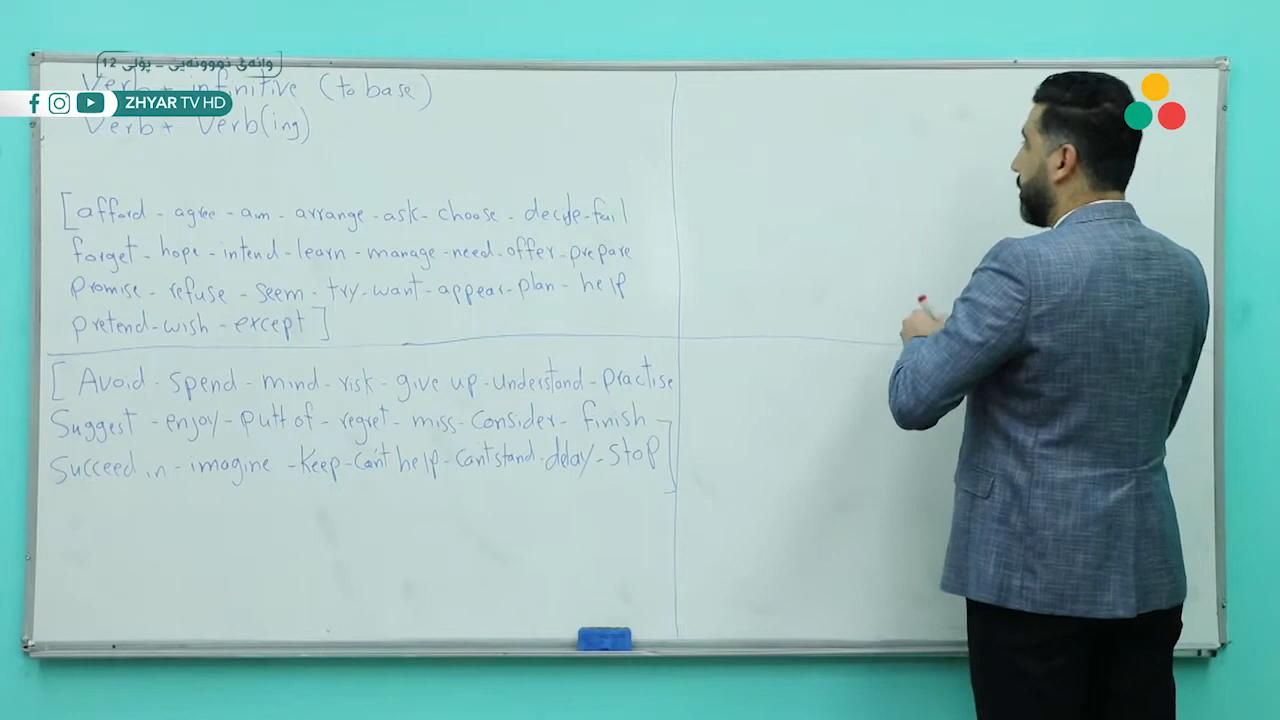 وانەی نموونەیی - پۆلی 12
Verb + infinitive (to base)
ZHYAR TV HD
Verb + Verb(ing)
[afford - agree - aim - arrange - ask - choose - decide - fail
forget - hope - intend - learn - manage - need - offer - prepare
promise - refuse - seem - try - want - appear - plan - help
pretend - wish - except]
[Avoid - spend - mind - risk - give up - understand - practise
Suggest - enjoy - putt of - regret - miss - consider - finish
Succeed in - imagine - keep - can't help - can't stand - delay - stop]